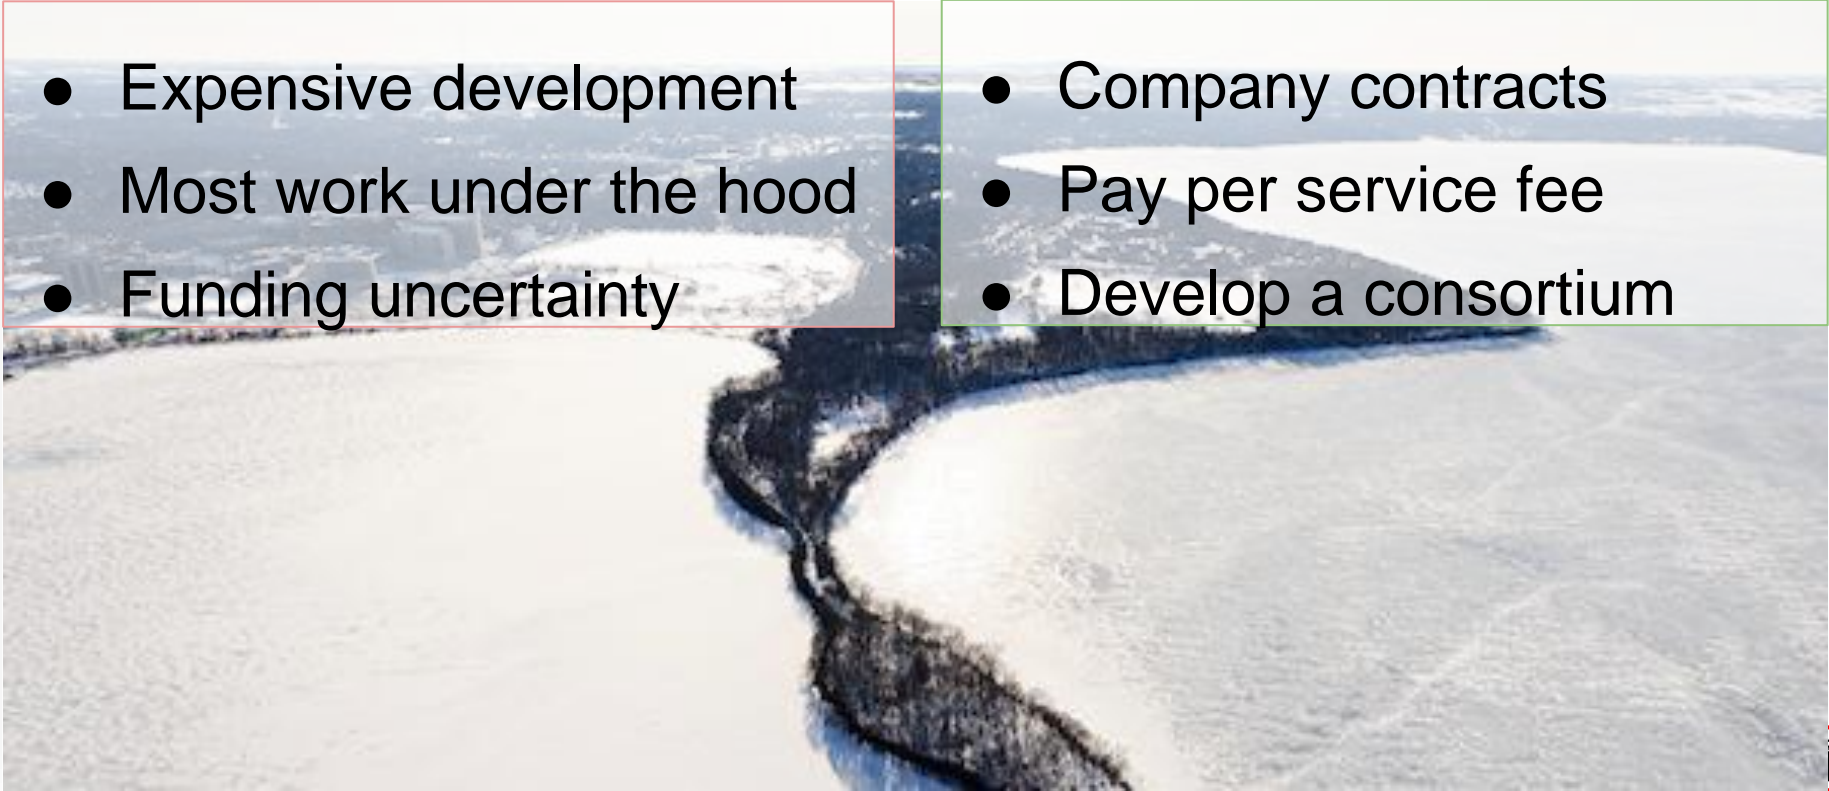 ● Expensive development
● Most work under the hood
● Funding uncertainty
● Company contracts
● Pay per service fee
● Develop a consortium